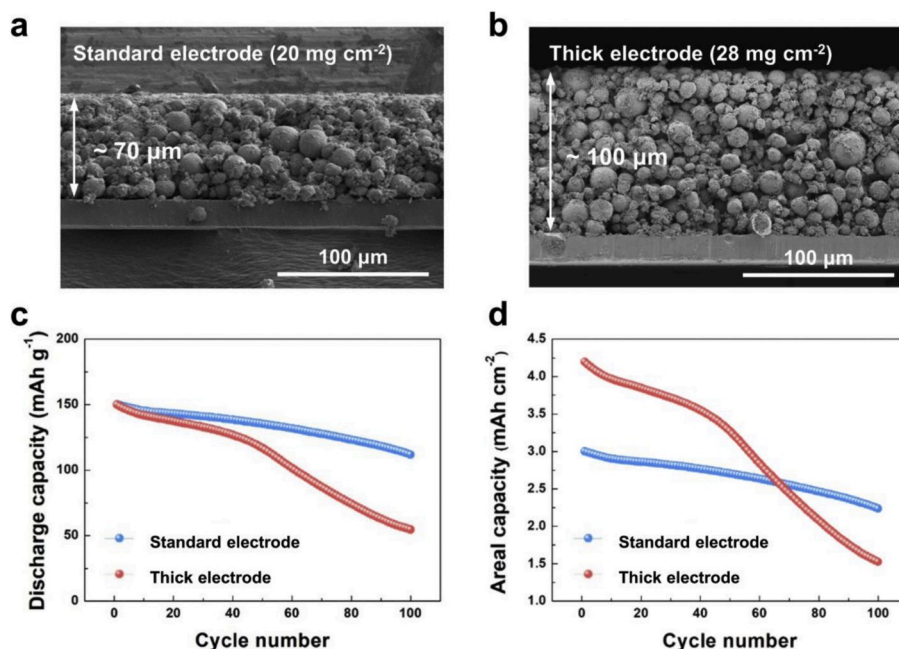 a
Standard electrode (20 mg cm⁻²)
~ 70 µm
100 µm
b
Thick electrode (28 mg cm⁻²)
~ 100 µm
100 µm
c
Discharge capacity (mAh g⁻¹)
200
150
100
50
0
Standard electrode
Thick electrode
0 20 40 60 80 100
Cycle number
d
Areal capacity (mAh cm⁻²)
4.5
4.0
3.5
3.0
2.5
2.0
1.5
1.0
Standard electrode
Thick electrode
0 20 40 60 80 100
Cycle number